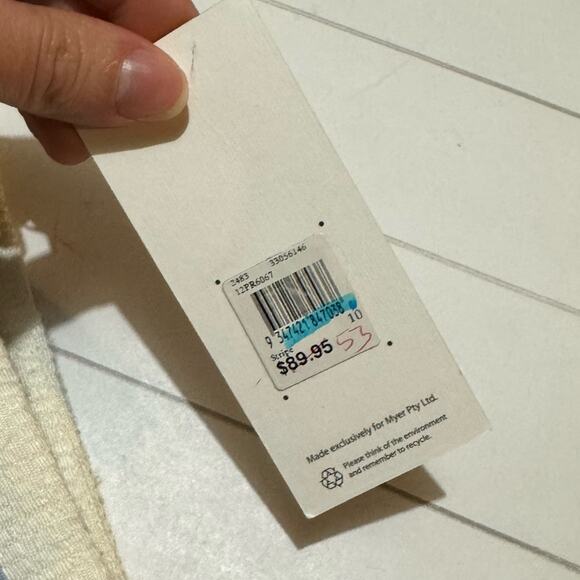 2483 33056146
12PR6067
9 347421 847038
Stripe 10
$89.95 53
Made exclusively for Myer Pty Ltd.
Please think of the environment
and remember to recycle.